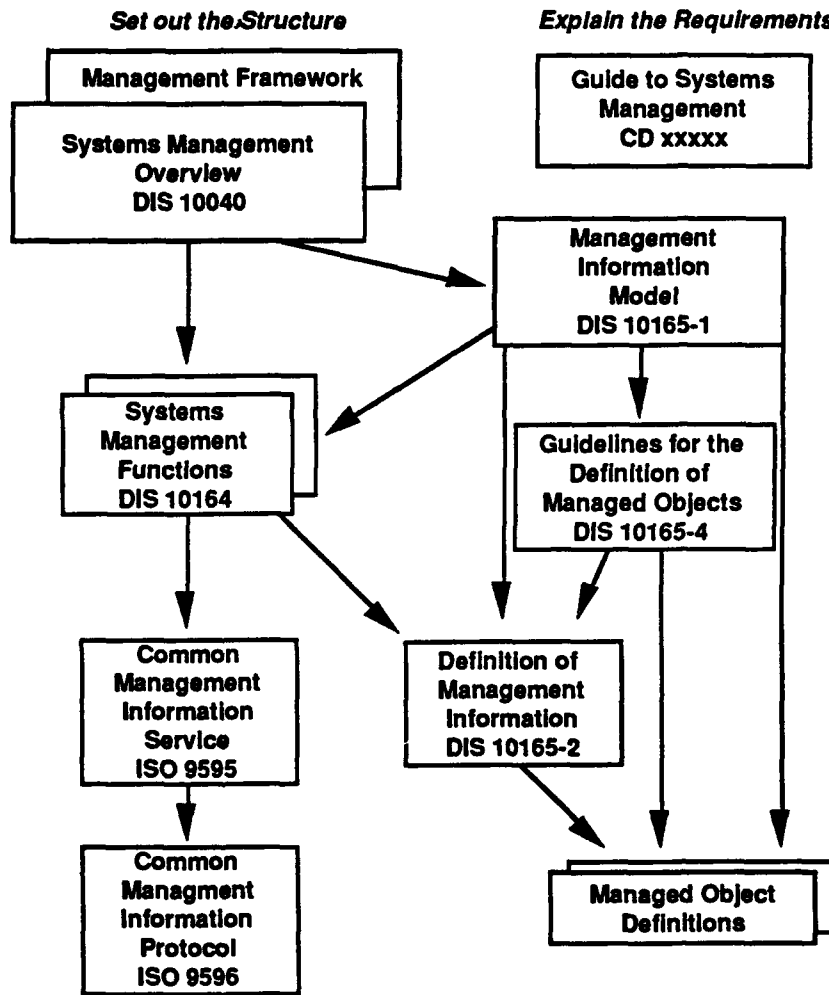 Set out the Structure
Explain the Requirements
Management Framework
Systems Management
Overview
DIS 10040
Guide to Systems
Management
CD xxxxx
Management
Information
Model
DIS 10165-1
Systems
Management
Functions
DIS 10164
Guidelines for the
Definition of
Managed Objects
DIS 10165-4
Common
Management
Information
Service
ISO 9595
Definition of
Management
Information
DIS 10165-2
Common
Managment
Information
Protocol
ISO 9596
Managed Object
Definitions